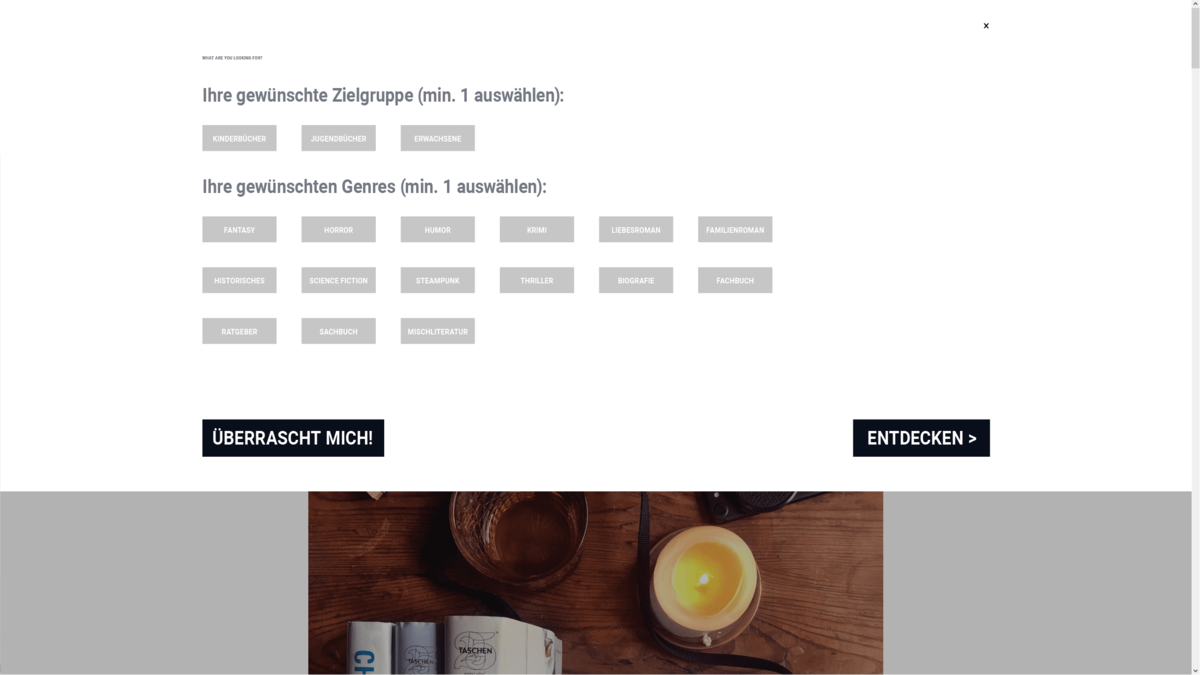 x
WHAT ARE YOU LOOKING FOR?
Ihre gewünschte Zielgruppe (min. 1 auswählen):
KINDERBÜCHER JUGENDBÜCHER ERWACHSENE
Ihre gewünschten Genres (min. 1 auswählen):
FANTASY HORROR HUMOR KRIMI LIEBESROMAN FAMILIENROMAN
HISTORISCHES SCIENCE FICTION STEAMPUNK THRILLER BIOGRAFIE FACHBUCH
RATGEBER SACHBUCH MISCHLITERATUR
ÜBERRASCHT MICH! ENTDECKEN >
CH
TASCHEN
TASCHEN